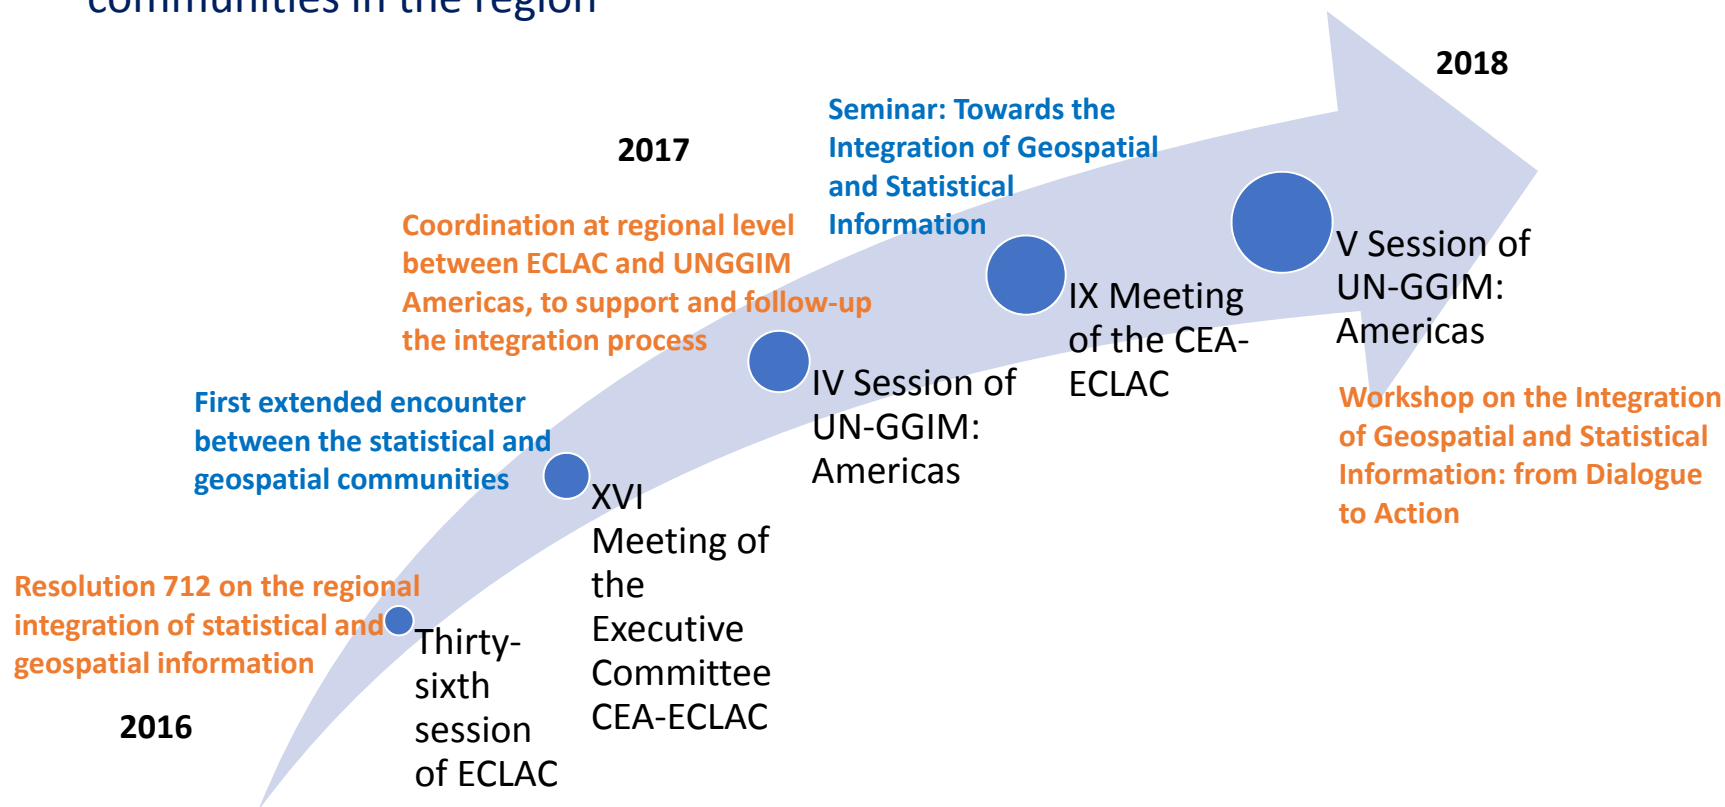 communities in the region
2018
Seminar: Towards the
Integration of Geospatial
and Statistical
Information
2017
Coordination at regional level
between ECLAC and UNGGIM
Americas, to support and follow-up
the integration process
V Session of
UN-GGIM:
Americas
IX Meeting
of the CEA-
ECLAC
IV Session of
UN-GGIM:
Americas
First extended encounter
between the statistical and
geospatial communities
Workshop on the Integration
of Geospatial and Statistical
Information: from Dialogue
to Action
XVI
Meeting of
the
Executive
Committee
CEA-ECLAC
Resolution 712 on the regional
integration of statistical and
geospatial information
Thirty-
sixth
session
of ECLAC
2016